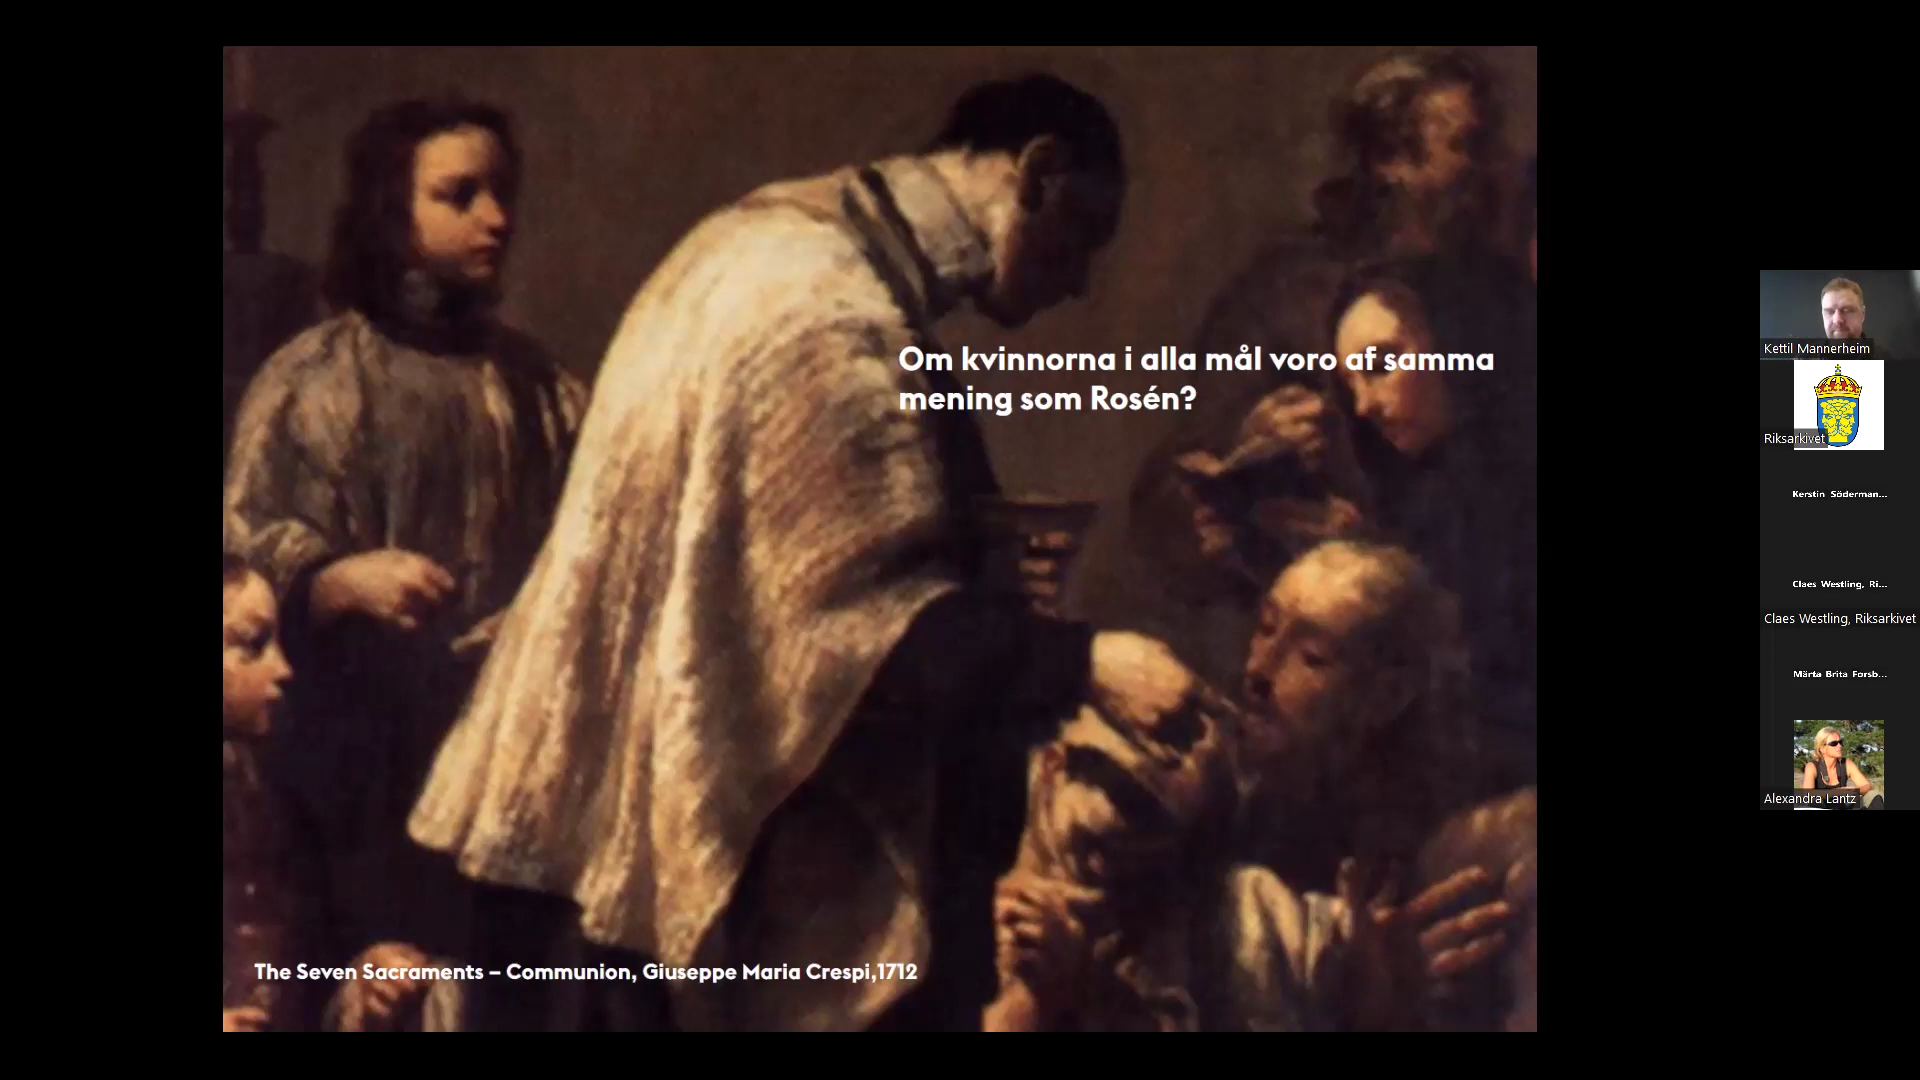 Om kvinnorna i alla mål voro af samma
mening som Rosén?
The Seven Sacraments – Communion, Giuseppe Maria Crespi,1712
Kettil Mannerheim
Riksarkivet
Kerstin Söderman...
Claes Westling, Ri...
Claes Westling, Riksarkivet
Märta Brita Forsb...
Alexandra Lantz